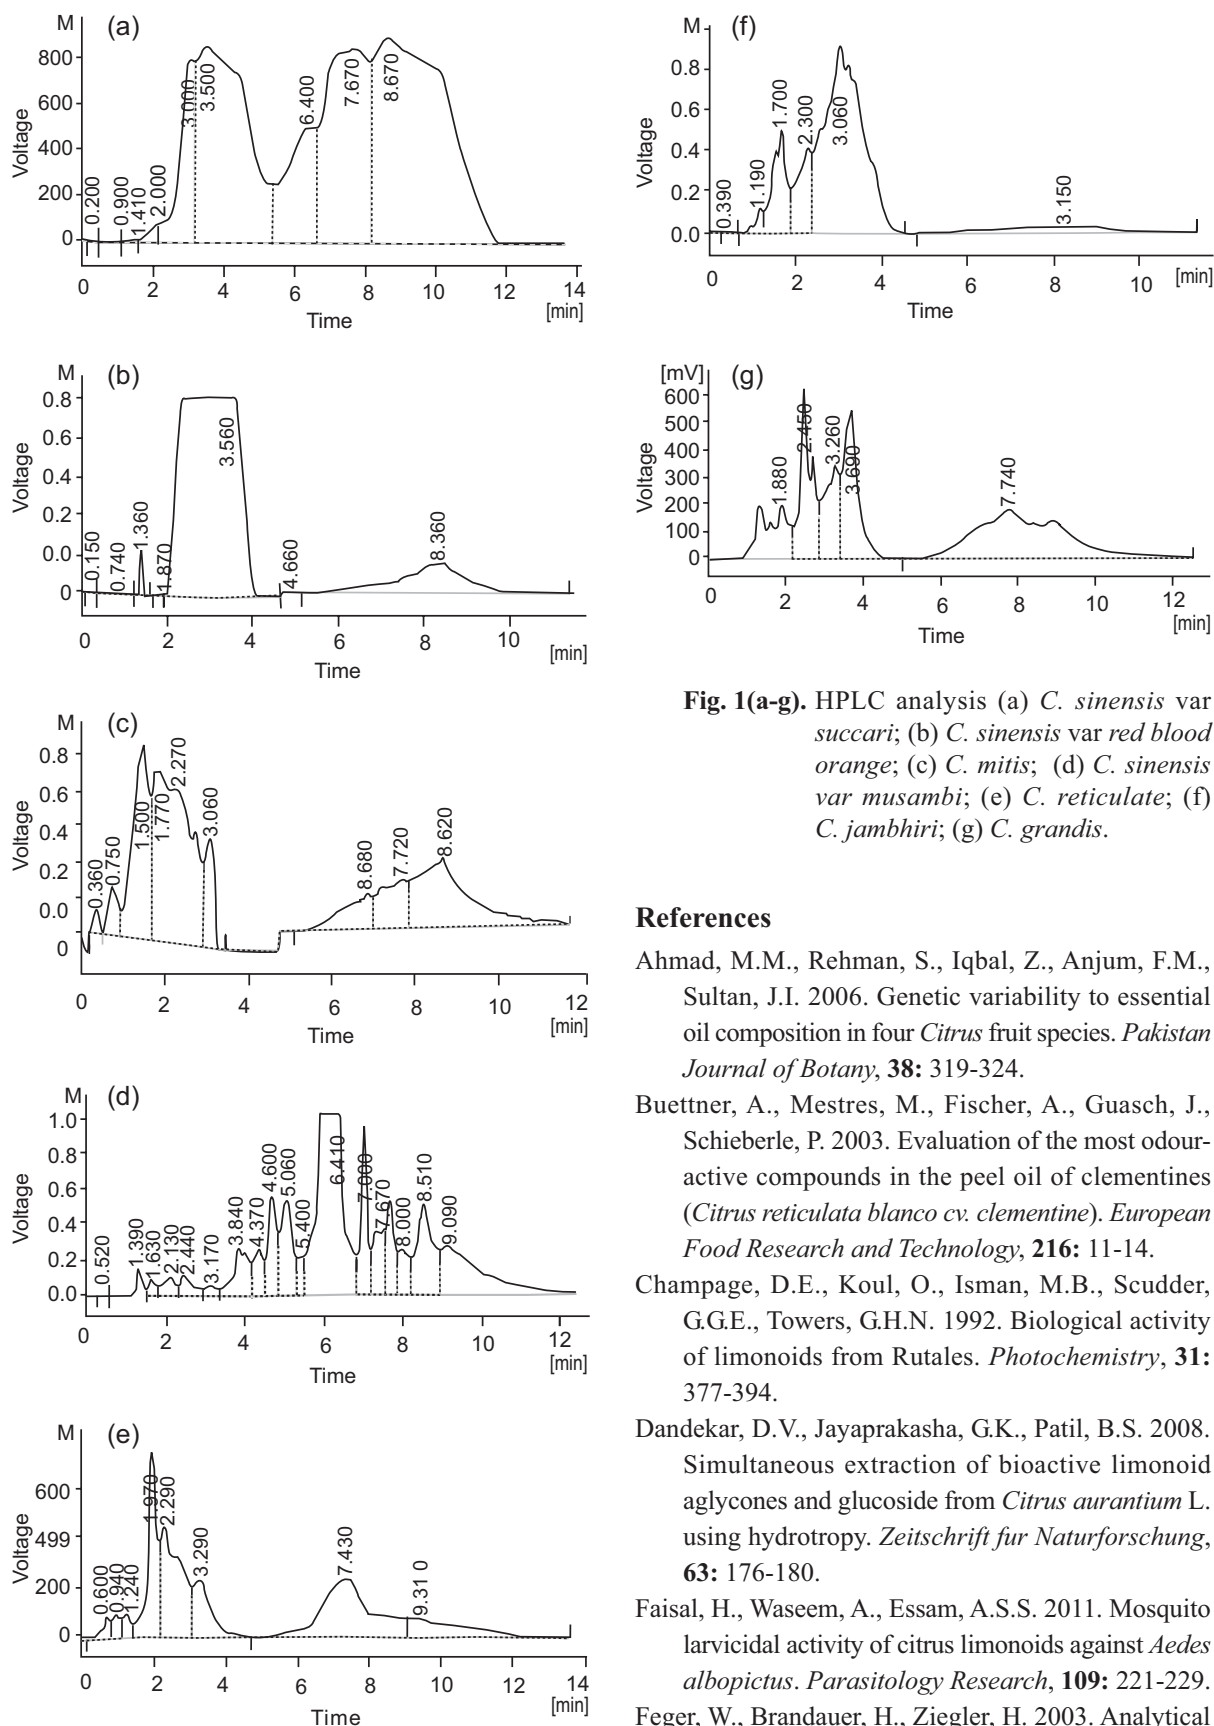 M
(a)
800
600
400
200
0
Voltage
0.200
0.900
1.410
2.000
3.000
3.500
6.400
7.670
8.670
0 2 4 6 8 10 12 14
[min]
Time
M
(b)
0.8
0.6
0.4
0.2
0.0
0
Voltage
0.150
0.740
1.360
1.870
3.560
4.660
8.360
0 2 4 6 8 10
[min]
Time
M
(c)
0.8
0.6
0.4
0.2
0.0
0
Voltage
0.360
0.750
1.500
1.770
2.270
3.060
8.680
7.720
8.620
0 2 4 6 8 10 12
[min]
Time
M
(d)
1.0
0.8
0.6
0.4
0.2
0.0
Voltage
0.520
1.390
1.630
2.130
2.440
3.170
3.840
4.370
4.600
5.060
5.400
6.410
7.000
7.670
8.000
8.510
9.090
0 2 4 6 8 10 12
[min]
Time
M
(e)
600
499
200
0
Voltage
0.600
0.940
1.240
1.970
2.290
3.290
7.430
9.31 0
0 2 4 6 8 10 12 14
[min]
Time
M
(f)
0.8
0.6
0.4
0.2
0.0
Voltage
0.390
1.190
1.700
2.300
3.060
3.150
0 2 4 6 8 10
[min]
Time
[mV]
(g)
600
500
400
300
200
100
0
Voltage
1.880
2.450
3.260
3.690
7.740
0 2 4 6 8 10 12
[min]
Time
Fig. 1(a-g). HPLC analysis (a) C. sinensis var
succari; (b) C. sinensis var red blood
orange; (c) C. mitis; (d) C. sinensis
var musambi; (e) C. reticulate; (f)
C. jambhiri; (g) C. grandis.
References
Ahmad, M.M., Rehman, S., Iqbal, Z., Anjum, F.M.,
Sultan, J.I. 2006. Genetic variability to essential
oil composition in four Citrus fruit species. Pakistan
Journal of Botany, 38: 319-324.
Buettner, A., Mestres, M., Fischer, A., Guasch, J.,
Schieberle, P. 2003. Evaluation of the most odour-
active compounds in the peel oil of clementines
(Citrus reticulata blanco cv. clementine). European
Food Research and Technology, 216: 11-14.
Champage, D.E., Koul, O., Isman, M.B., Scudder,
G.G.E., Towers, G.H.N. 1992. Biological activity
of limonoids from Rutales. Photochemistry, 31:
377-394.
Dandekar, D.V., Jayaprakasha, G.K., Patil, B.S. 2008.
Simultaneous extraction of bioactive limonoid
aglycones and glucoside from Citrus aurantium L.
using hydrotropy. Zeitschrift fur Naturforschung,
63: 176-180.
Faisal, H., Waseem, A., Essam, A.S.S. 2011. Mosquito
larvicidal activity of citrus limonoids against Aedes
albopictus. Parasitology Research, 109: 221-229.
Feger, W., Brandauer, H., Ziegler, H. 2003. Analytical